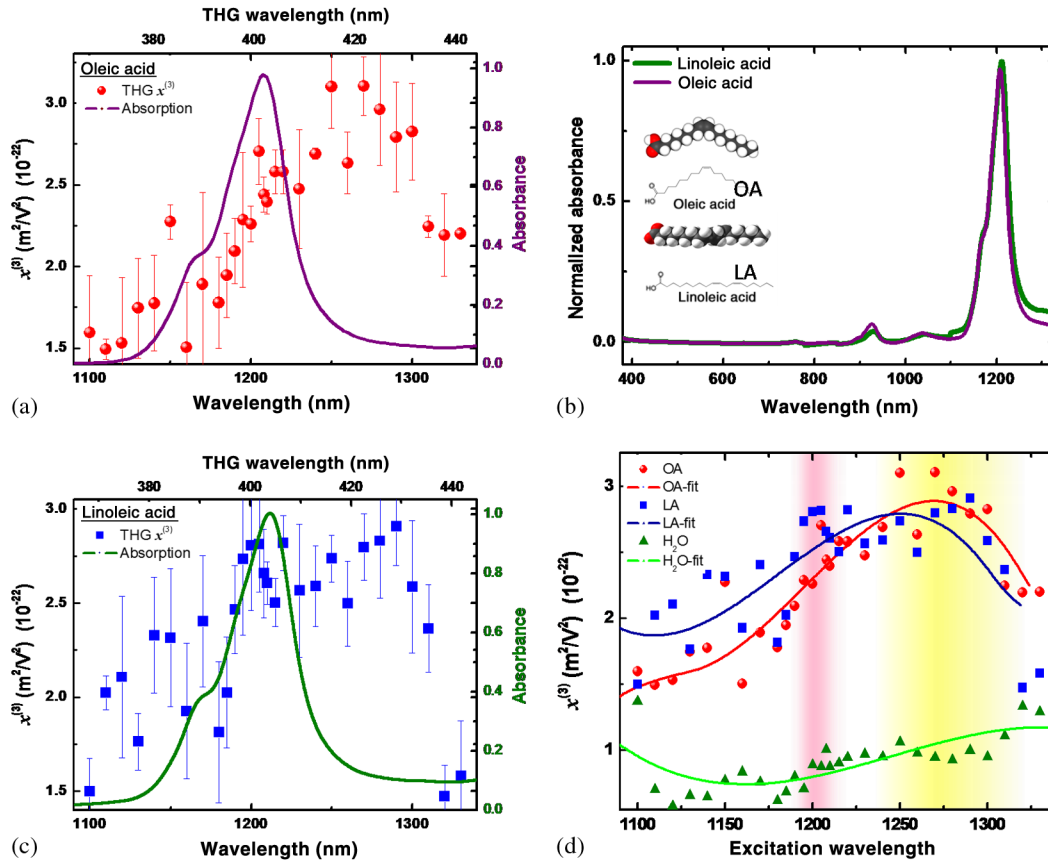 THG wavelength (nm)
380 400 420 440
Oleic acid
THG x(3)
Absorption
x(3) (m2/V2) (10-22)
3.0
2.5
2.0
1.5
1.0
0.8
0.6
0.4
0.2
0.0
Absorbance
1100 1200 1300
Wavelength (nm)
(a)
Linoleic acid
Oleic acid
OA
Oleic acid
LA
Linoleic acid
O
HO
O
HO
Normalized absorbance
1.0
0.5
0.0
400 600 800 1000 1200
Wavelength (nm)
(b)
THG wavelength (nm)
380 400 420 440
Linoleic acid
THG x(3)
Absorption
x(3) (m2/V2) (10-22)
3.0
2.5
2.0
1.5
1.0
0.8
0.6
0.4
0.2
0.0
Absorbance
1100 1200 1300
Wavelength (nm)
(c)
OA
OA-fit
LA
LA-fit
H2O
H2O-fit
x(3) (m2/V2) (10-22)
3
2
1
1100 1150 1200 1250 1300
Excitation wavelength
(d)